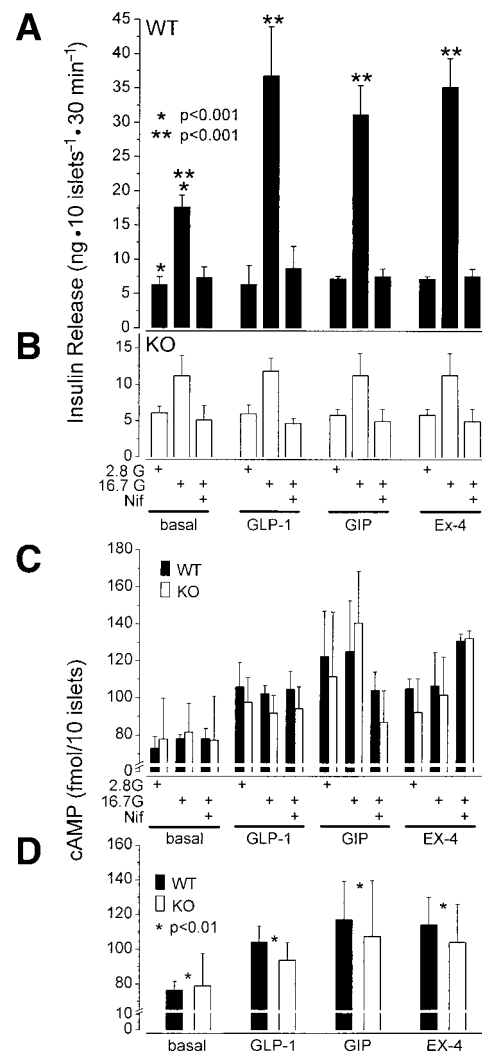 A
WT
Insulin Release (ng • 10 islets⁻¹ • 30 min⁻¹)
45
40
35
30
25
20
15
10
5
0
* p<0.001
** p<0.001
*
**
*
**
**
**
B
KO
10
5
0
2.8 G + + + +
16.7 G + + + + + + + +
Nif + + + +
basal GLP-1 GIP Ex-4
C
cAMP (fmol/10 islets)
180
160
140
120
100
80
0
WT
KO
2.8G + + + +
16.7G + + + + + + + +
Nif + + + +
basal GLP-1 GIP EX-4
D
160
140
120
100
80
10
0
WT
KO
* p<0.01
* * * *
basal GLP-1 GIP EX-4